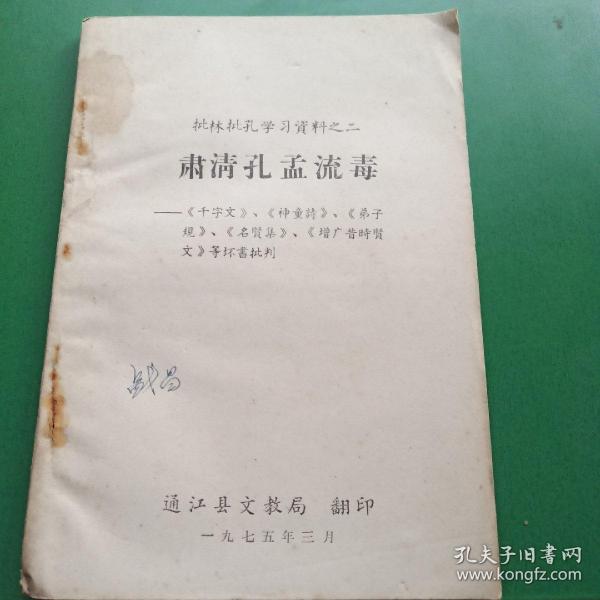 批林批孔学习資料之二
肃清孔孟流毒
——《千字文》、《神童詩》、《弟子
規》、《名賢集》、《增广昔時賢
文》等坏書批判
通江县文教局 翻印
一九七五年三月
孔夫子旧書网
www.kongfz.com